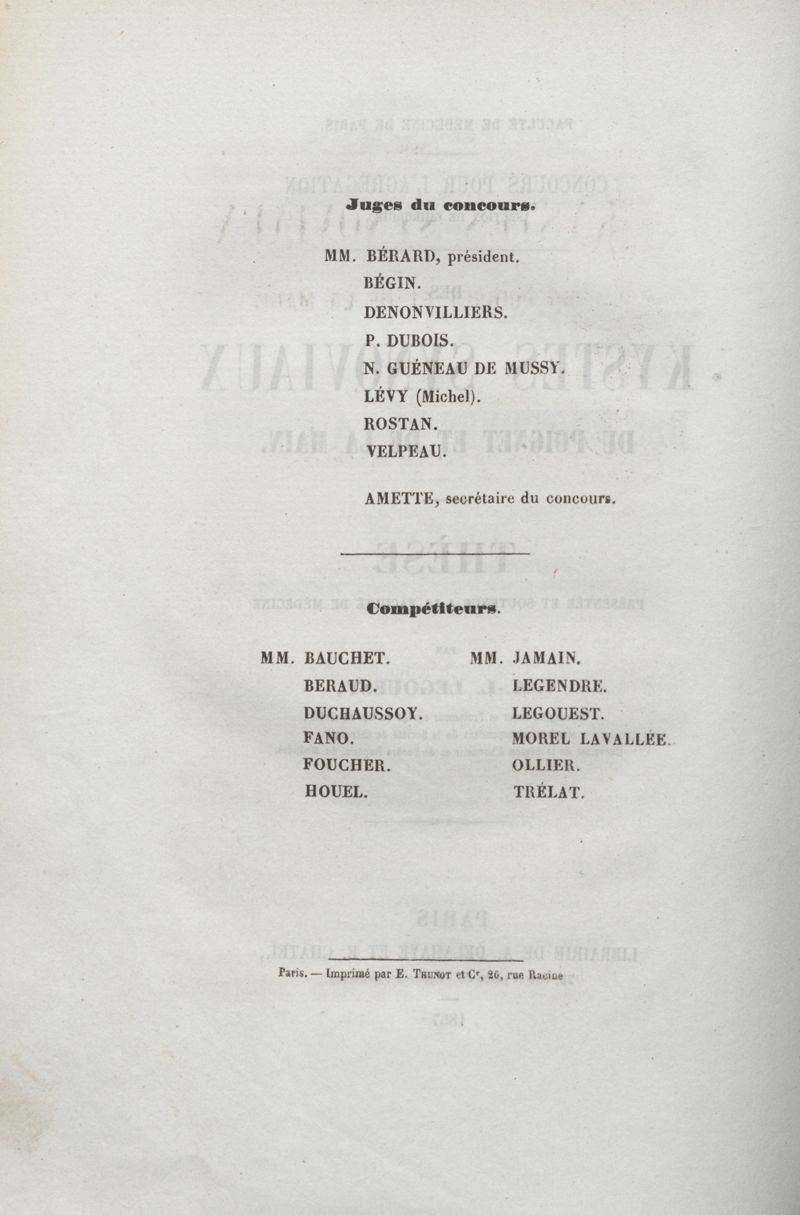 Juges du concours.
MM. BÉRARD, président.
BÉGIN.
DENONVILLIERS.
P. DUBOIS.
N. GUÉNEAU DE MUSSY.
LÉVY (Michel).
ROSTAN.
VELPEAU.
AMETTE, secrétaire du concours.
Compétiteurs.
MM. BAUCHET.
BERAUD.
DUCHAUSSOY.
FANO.
FOUCHER.
HOUEL.
MM. JAMAIN.
LEGENDRE.
LEGOUEST.
MOREL LAVALLÉE.
OLLIER.
TRÉLAT.
Paris. — Imprimé par E. THUNOT et Cᵉ, 26, rue Racine